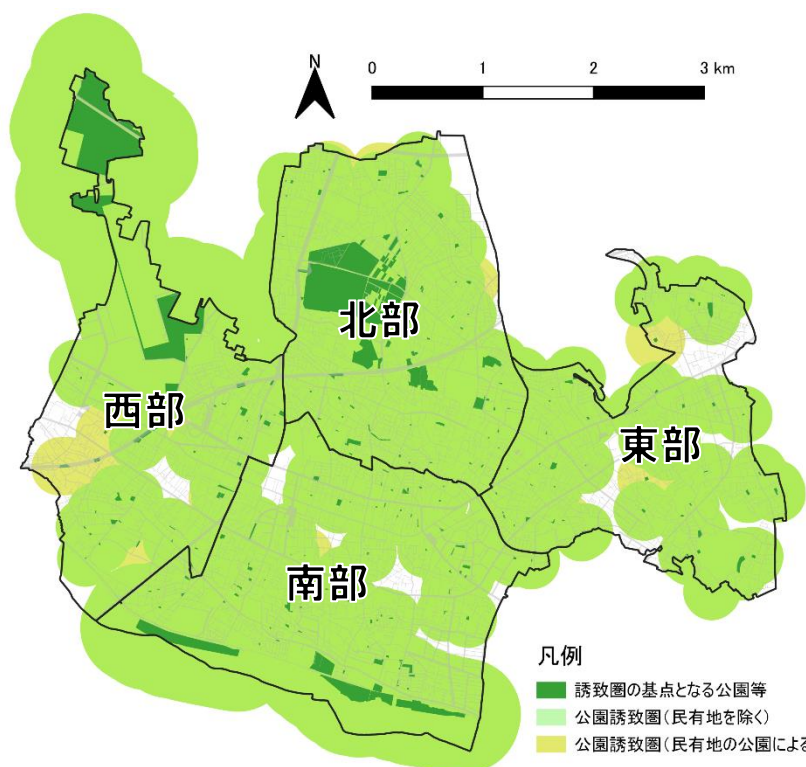 N
0 1 2 3 km
北部
西部
東部
南部
凡例
誘致圏の基点となる公園等
公園誘致圏(民有地を除く)
公園誘致圏(民有地の公園による